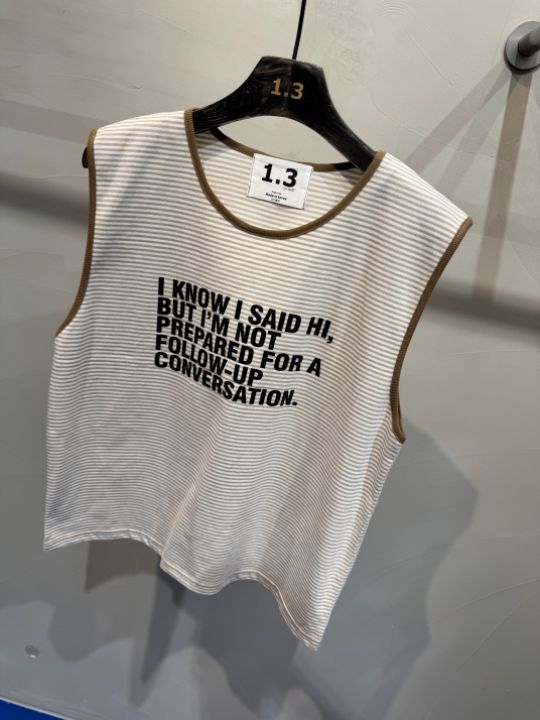 1.3
1.3
I KNOW I SAID HI,
BUT I'M NOT
PREPARED FOR A
FOLLOW-UP
CONVERSATION.